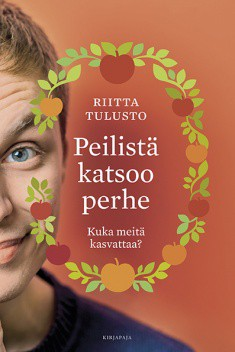 RIITTA
TULUSTO
Peilistä
katsoo
perhe
Kuka meitä
kasvattaa?
KIRJAPAJA